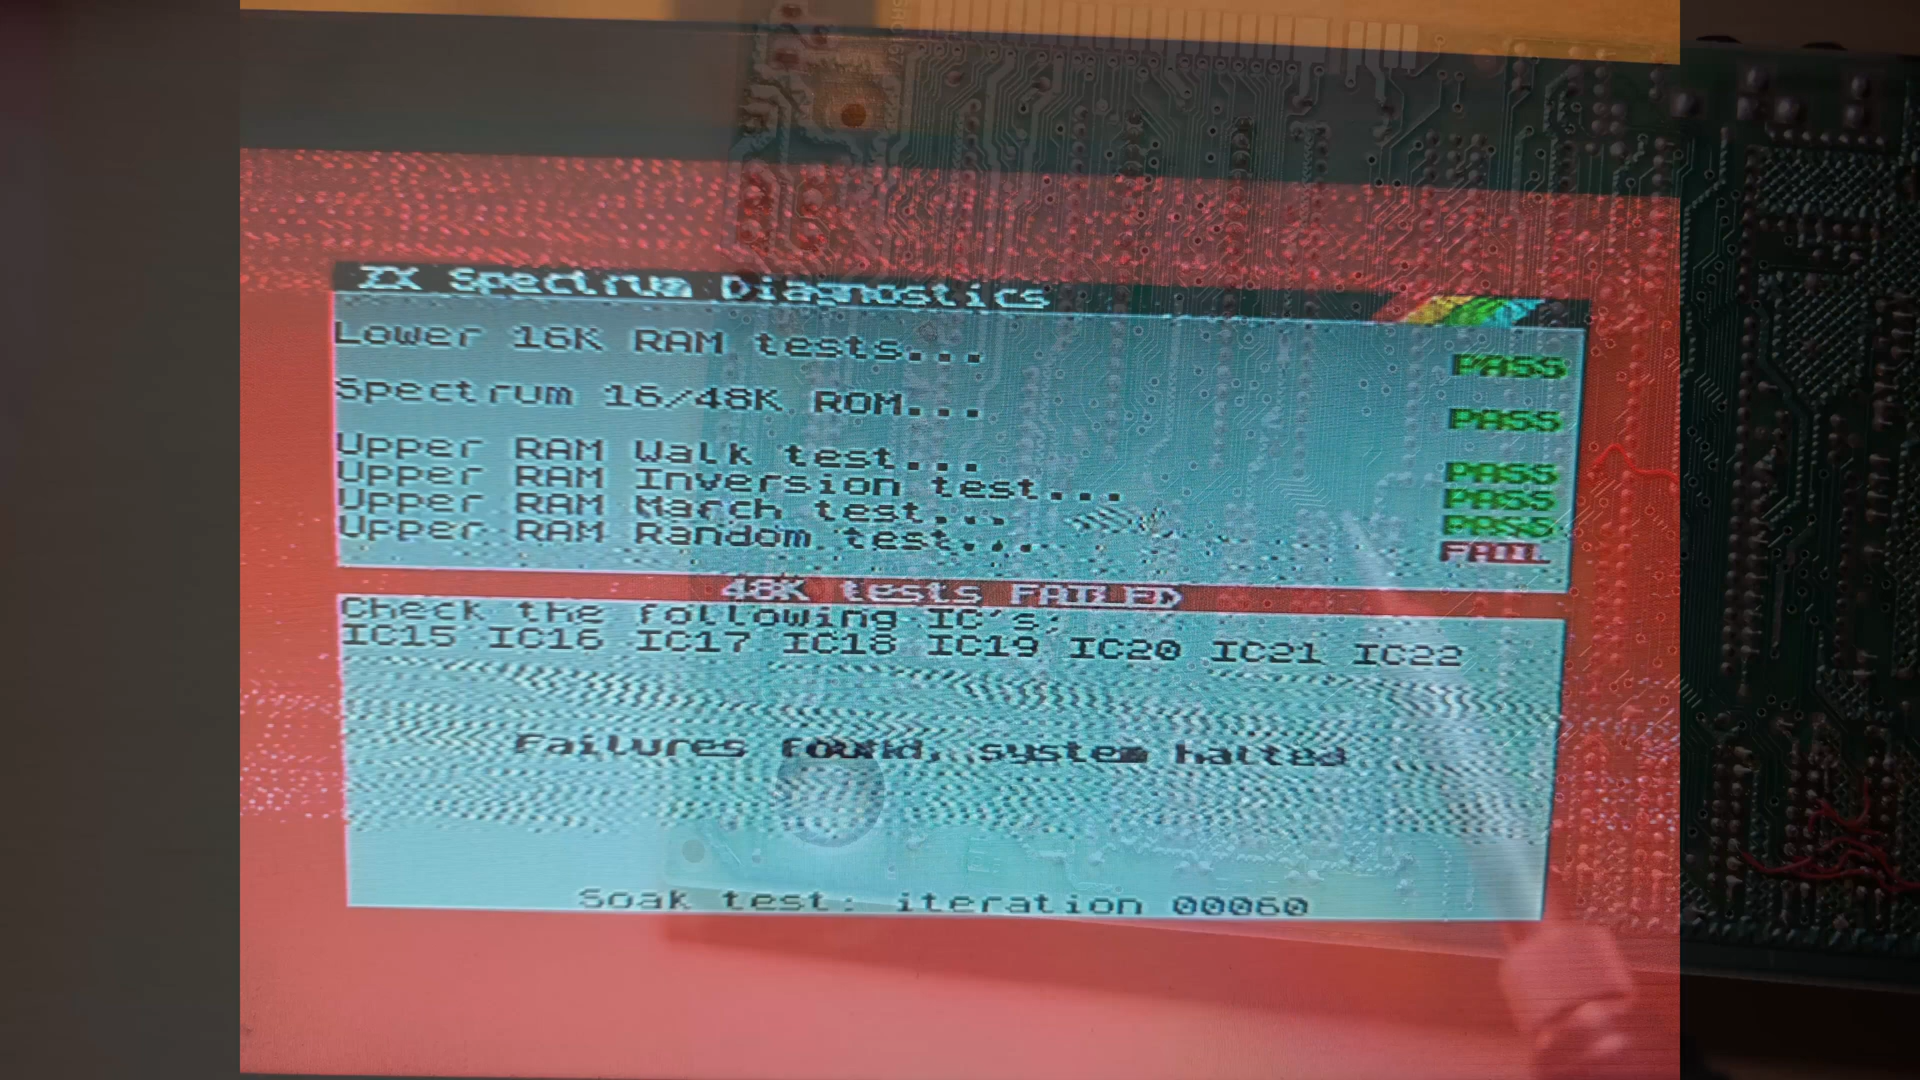 ZX Spectrum Diagnostics
Lower 16K RAM tests... PASS
Spectrum 16/48K ROM... PASS
Upper RAM Walk test... PASS
Upper RAM Inversion test... PASS
Upper RAM March test... PASS
Upper RAM Random test... FAIL
48K tests FAILED
Check the following IC's:
IC15 IC16 IC17 IC18 IC19 IC20 IC21 IC22
Failures found, system halted
Soak test: iteration 00060